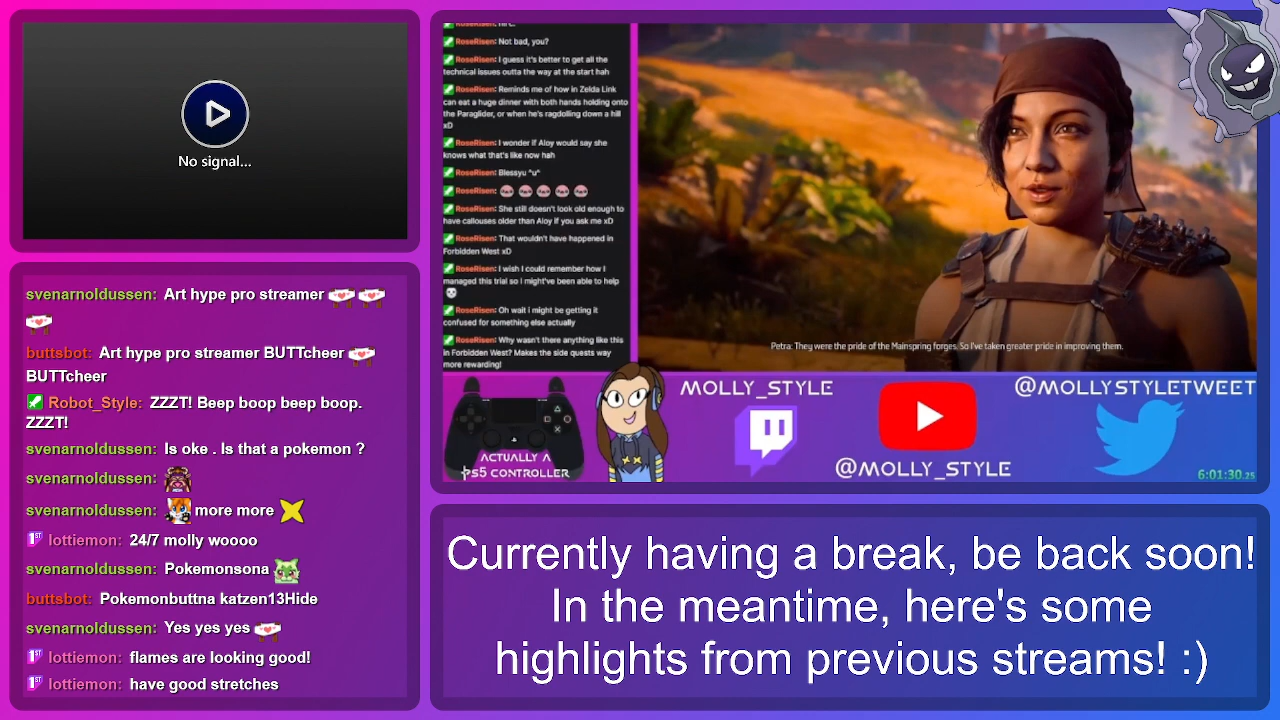 No signal...
svenarnoldussen: Art hype pro streamer
buttsbot: Art hype pro streamer BUTTcheer
BUTTcheer
Robot_Style: ZZZT! Beep boop beep boop.
ZZZT!
svenarnoldussen: Is oke . Is that a pokemon ?
svenarnoldussen:
svenarnoldussen: more more
1ST lottiemon: 24/7 molly woooo
svenarnoldussen: Pokemonsona
buttsbot: Pokemonbuttna katzen13Hide
svenarnoldussen: Yes yes yes
1ST lottiemon: flames are looking good!
1ST lottiemon: have good stretches
RoseRisen: Not bad, you?
RoseRisen: I guess it's better to get all the
technical issues outta the way at the start hah
RoseRisen: Reminds me of how in Zelda Link
can eat a huge dinner with both hands holding onto
the Paraglider, or when he's ragdolling down a hill
xD
RoseRisen: I wonder if Aloy would say she
knows what that's like now hah
RoseRisen: Blessyu ^u^
RoseRisen:
RoseRisen: She still doesn't look old enough to
have callouses older than Aloy if you ask me xD
RoseRisen: That wouldn't have happened in
Forbidden West xD
RoseRisen: I wish I could remember how I
managed this trial so I might've been able to help
RoseRisen: Oh wait i might be getting it
confused for something else actually
RoseRisen: Why wasn't there anything like this
in Forbidden West? Makes the side quests way
more rewarding!
Petra: They were the pride of the Mainspring forges. So I've taken greater pride in improving them.
ACTUALLY A
PS5 CONTROLLER
MOLLY_STYLE
@MOLLY_STYLE
@MOLLYSTYLETWEET
6:01:30.25
Currently having a break, be back soon!
In the meantime, here's some
highlights from previous streams! :)